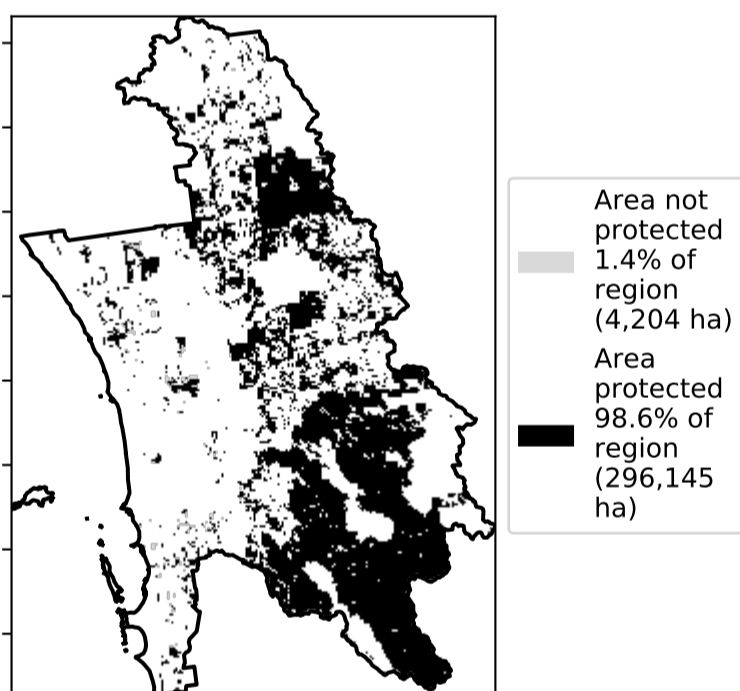 Area not
protected
1.4% of
region
(4,204 ha)
Area
protected
98.6% of
region
(296,145
ha)